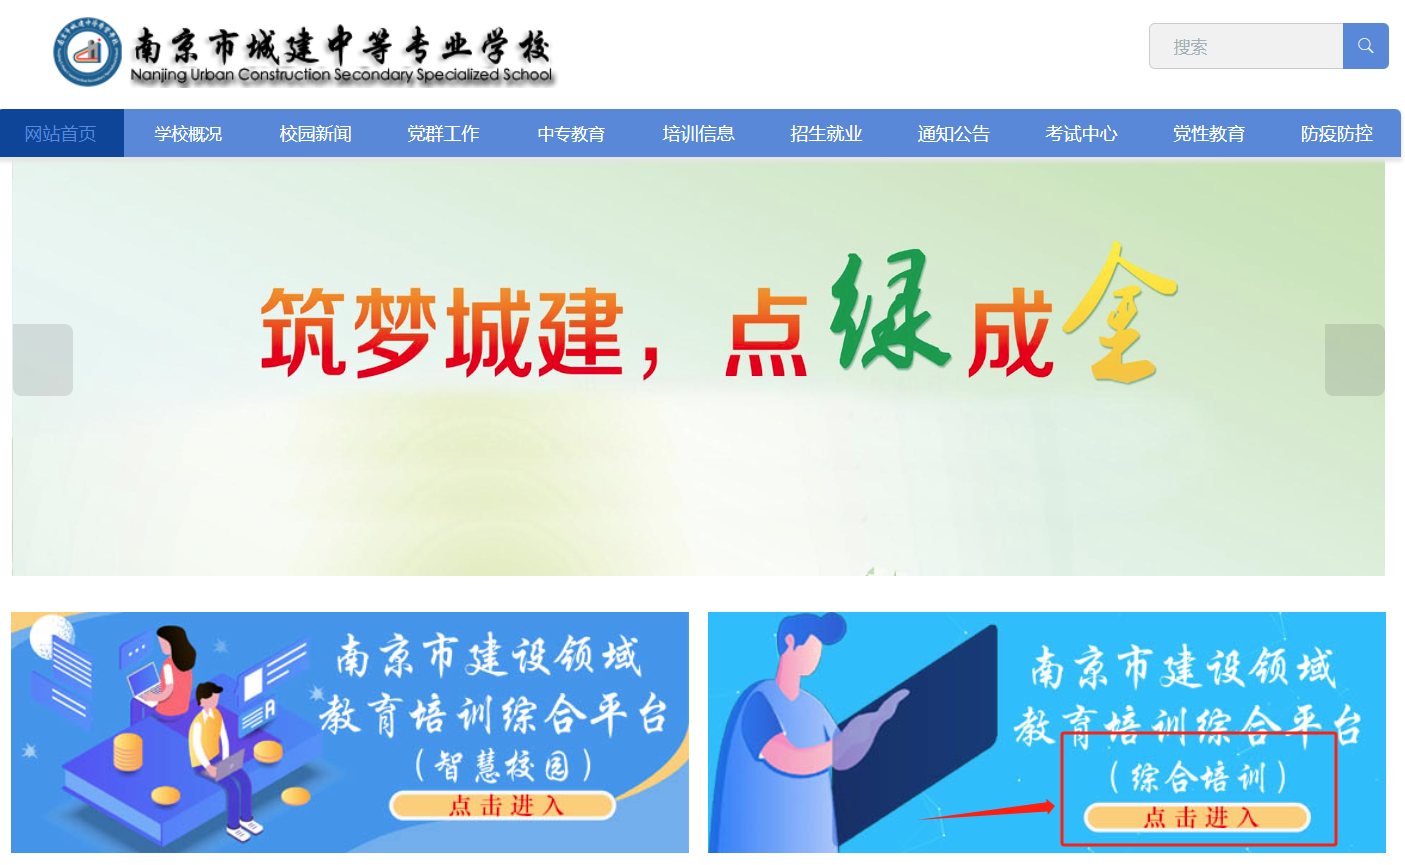 南京市城建中等专业学校
Nanjing Urban Construction Secondary Specialized School
搜索
网站首页 学校概况 校园新闻 党群工作 中专教育 培训信息 招生就业 通知公告 考试中心 党性教育 防疫防控
筑梦城建，点绿成金
南京市建设领域
教育培训综合平台
（智慧校园）
点击进入
南京市建设领域
教育培训综合平台
（综合培训）
点击进入